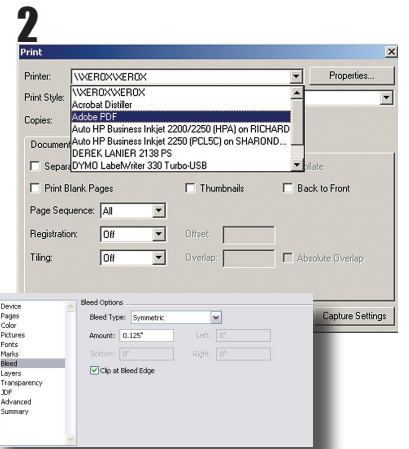 2
Print
Printer: \\XEROX\XEROX Properties...
Print Style:
\\XEROX\XEROX
Acrobat Distiller
Adobe PDF
Copies:
Auto HP Business Inkjet 2200/2250 (HPA) on RICHARD
Auto HP Business Inkjet 2250 (PCL5C) on SHAROND...
DEREK LANIER 2138 PS
DYMO LabelWriter 330 Turbo-USB
Print Blank Pages Thumbnails Back to Front
Page Sequence: All
Registration: Off Offset:
Tiling: Off Overlap: Absolute Overlap
Capture Settings
Device
Pages
Color
Pictures
Fonts
Marks
Bleed
Layers
Transparency
JDF
Advanced
Summary
Bleed Options
Bleed Type: Symmetric
Amount: 0.125" Left: 0"
Bottom: 0" Right: 0"
Clip at Bleed Edge